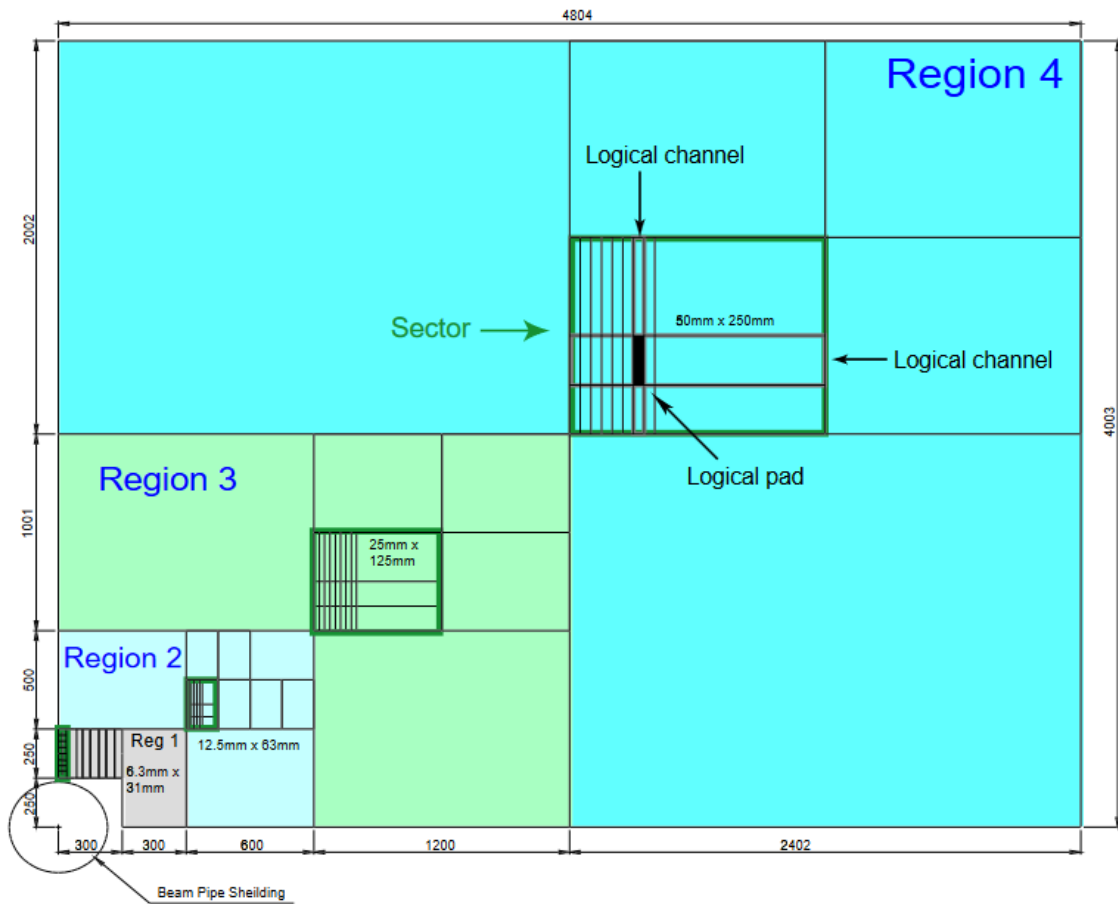 4804
Region 4
Logical channel
2002
50mm x 250mm
Sector
Logical channel
4003
Logical pad
Region 3
1001
25mm x
125mm
Region 2
500
Reg 1
12.5mm x 63mm
250
6.3mm x
31mm
250
300
300
600
1200
2402
Beam Pipe Sheilding